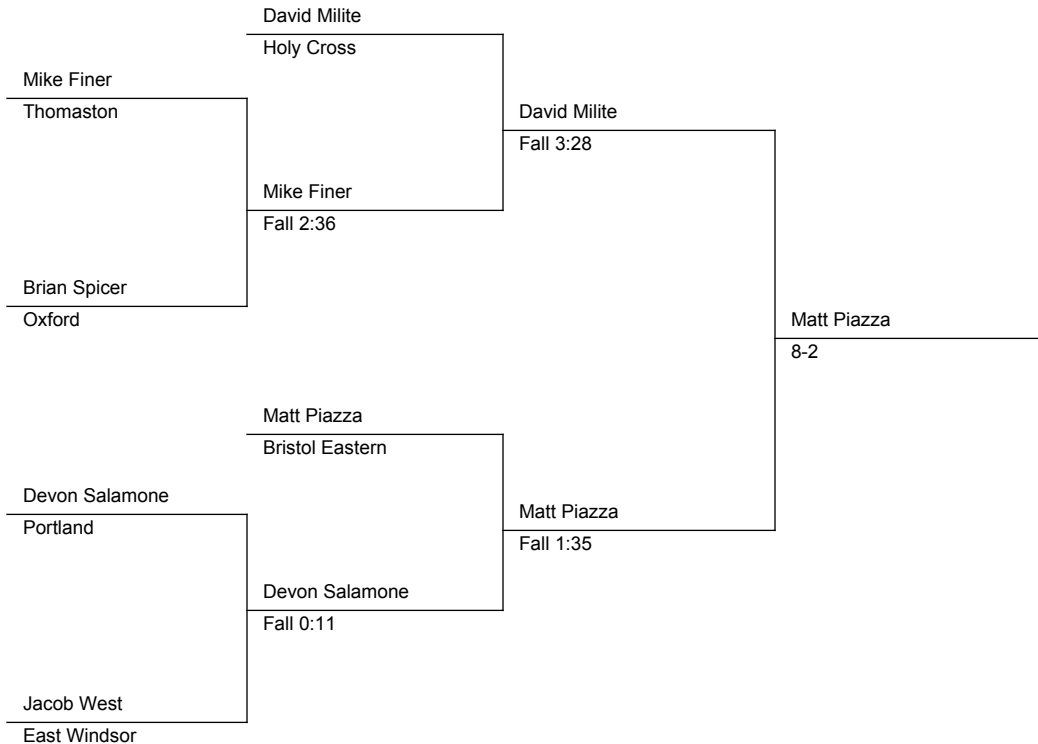 David Milite
Holy Cross
Mike Finer
Thomaston
David Milite
Fall 3:28
Mike Finer
Fall 2:36
Brian Spicer
Oxford
Matt Piazza
8-2
Matt Piazza
Bristol Eastern
Devon Salamone
Portland
Matt Piazza
Fall 1:35
Devon Salamone
Fall 0:11
Jacob West
East Windsor